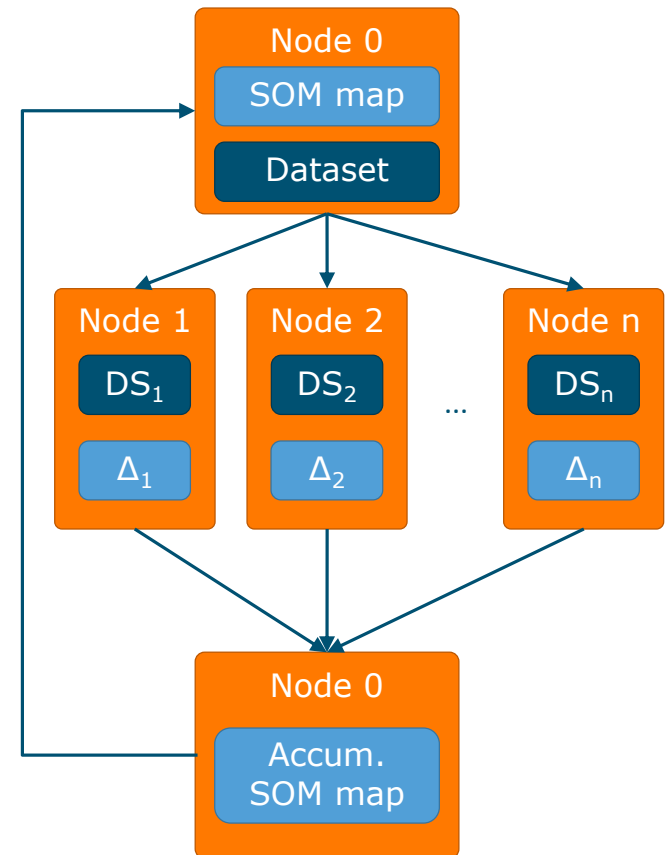 Node 0
SOM map
Dataset
Node 1
DS₁
Δ₁
Node 2
DS₂
Δ₂
...
Node n
DSₙ
Δₙ
Node 0
Accum.
SOM map